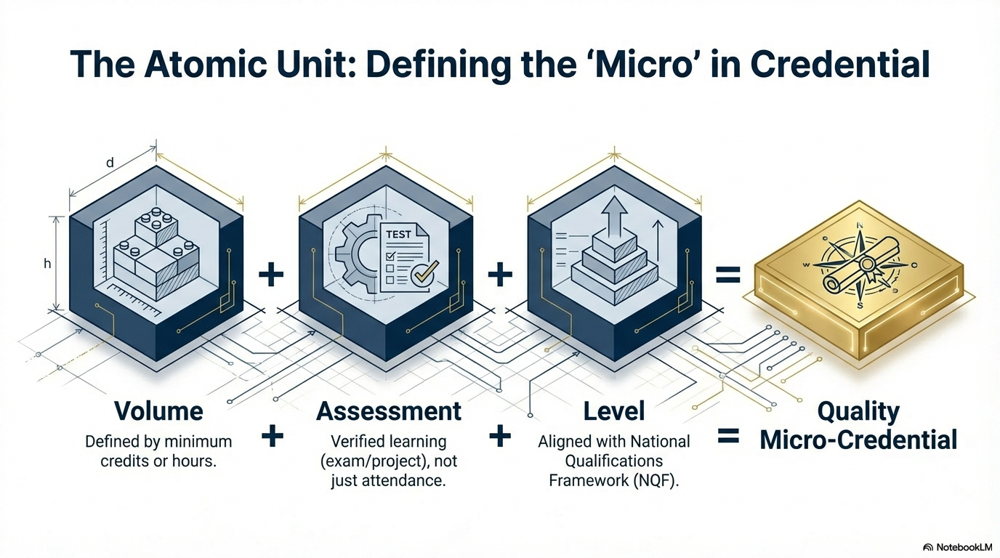 The Atomic Unit: Defining the ‘Micro’ in Credential
d
h
TEST
+
+
=
N
W
S
Volume
Defined by minimum
credits or hours.
+
Assessment
Verified learning
(exam/project), not
just attendance.
+
Level
Aligned with National
Qualifications
Framework (NQF).
=
Quality
Micro-Credential
NotebookLM